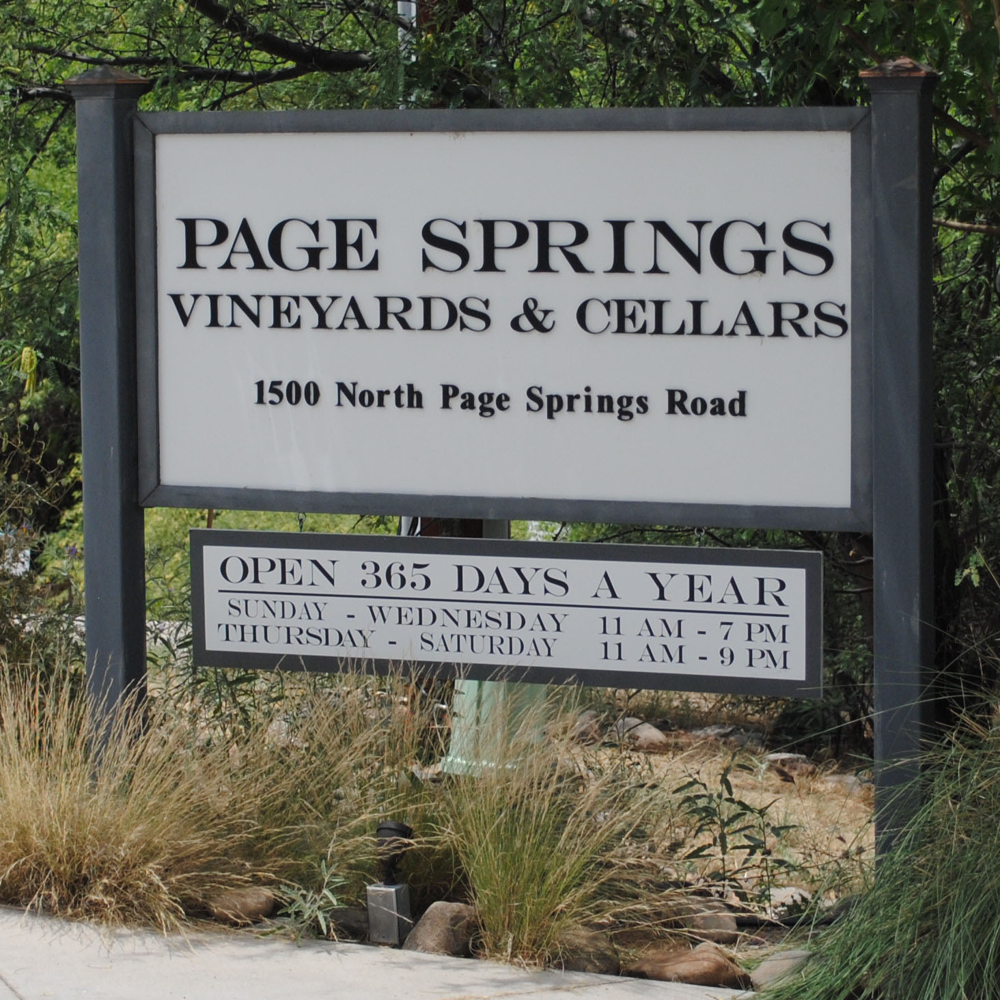 PAGE SPRINGS
VINEYARDS & CELLARS
1500 North Page Springs Road
OPEN 365 DAYS A YEAR
SUNDAY - WEDNESDAY 11 AM - 7 PM
THURSDAY - SATURDAY 11 AM - 9 PM